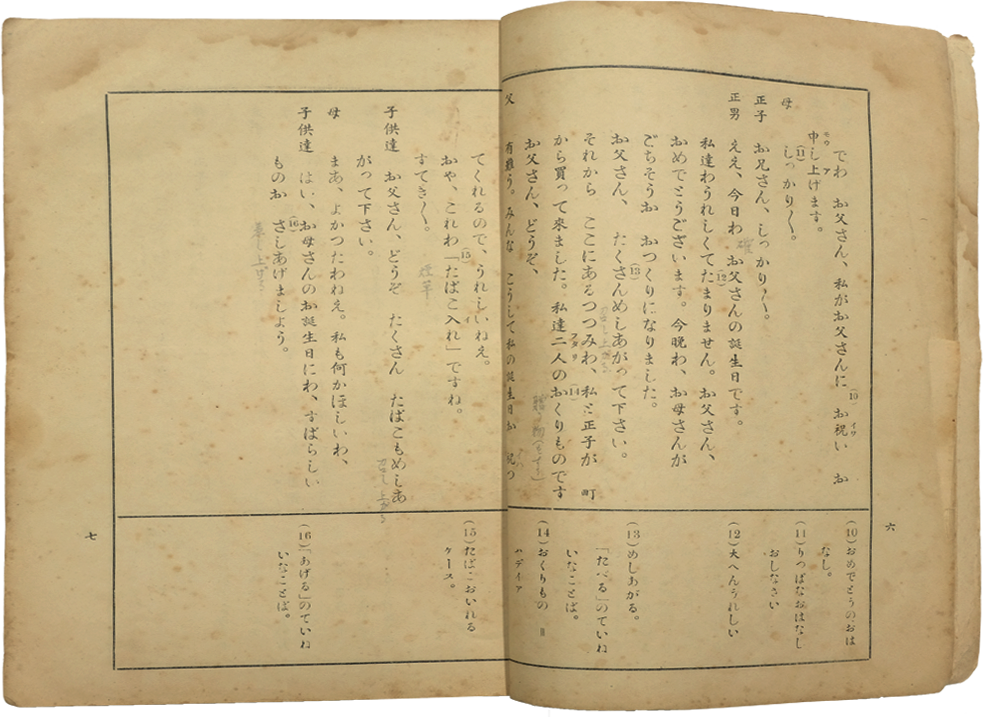 でわ お父さん、私がお父さんに(10)お祝い お
申し上げます。
母 (11)しっかり〱。
正子 お兄さん、しっかり〱。
正男 ええ、今日わ お父さんの誕生日です。
私達わうれしくて(12)たまりません。お父さん、
おめでとうございます。今晩わ、お母さんが
ごちそうお おつくりになりました。
お父さん、 たくさん(13)めしあがって下さい。
それから ここにあるつつみわ、私と正子が 町
から買って来ました。私達二人の(14)おくりものです
お父さん、どうぞ、
父 有難う。みんな こうして私の誕生日お 祝つ
てくれるので、うれしいねえ。
おや、これわ(15)「たばこ入れ」ですね。
すてき〱。
子供達 お父さん、どうぞ たくさん たばこもめしあ
がって下さい。
母 まあ、よかつたわねえ。私も何かほしいわ、
子供達 はい、お母さんのお誕生日にわ、すばらしい
ものお (16)さしあげましよう。
(10)おめでとうのおは
なし。
(11)りっぱなおはなし
おしなさい
(12)大へんうれしい
(13)めしあがる。
「たべる」のていね
いなことば。
(14)おくりもの
ハデイア
(15)たばこおいれる
ケース。
(16)「あげる」のていね
いなことば。
六
七